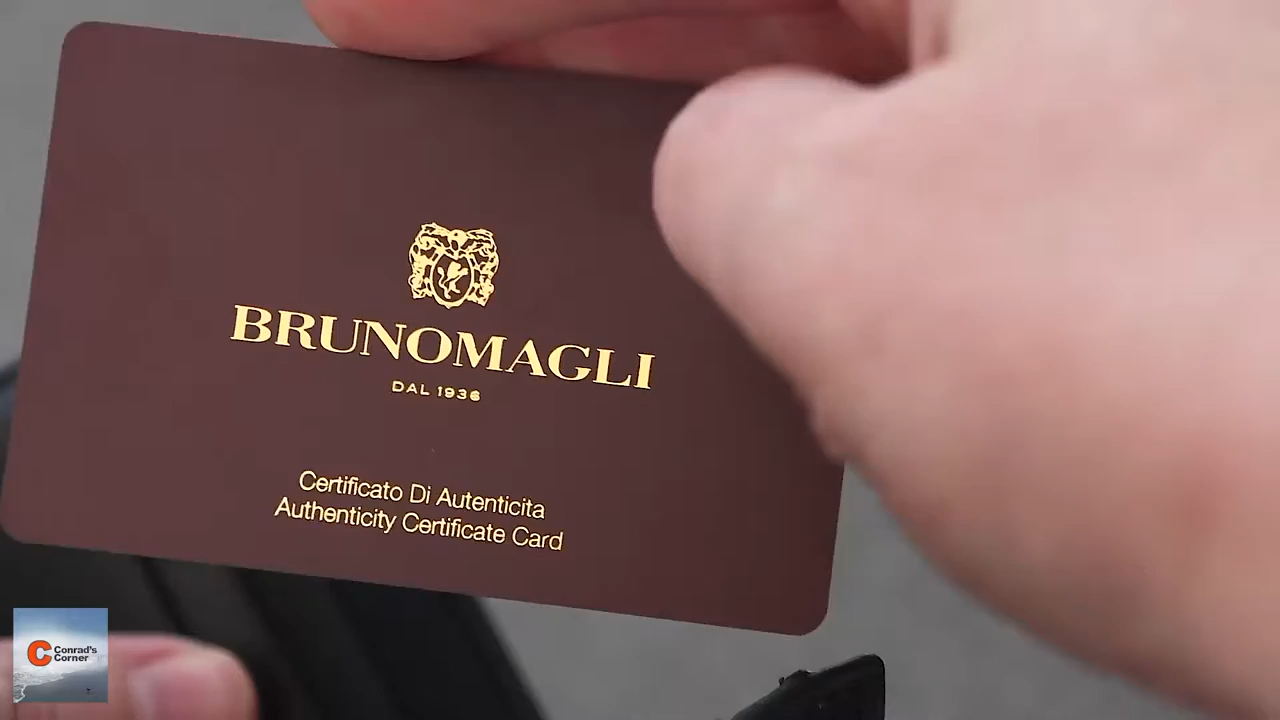 BRUNOMAGLI
DAL 1936
Certificato Di Autenticita
Authenticity Certificate Card
C Conrad's
Corner